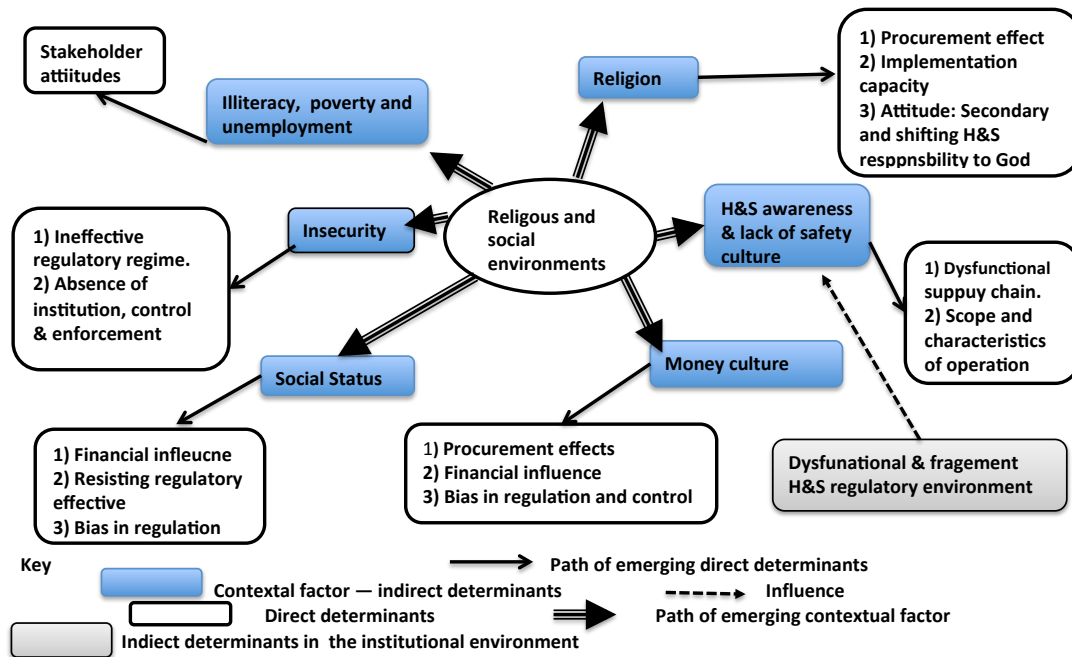 Stakeholder
attiitudes
Illiteracy, poverty and
unemployment
Religion
1) Procurement effect
2) Implementation
capacity
3) Attitude: Secondary
and shifting H&S
resppnsbility to God
Insecurity
Religous and
social
environments
H&S awareness
& lack of safety
culture
1) Ineffective
regulatory regime.
2) Absence of
institution, control
& enforcement
1) Dysfunctional
suppuy chain.
2) Scope and
characteristics
of operation
Social Status
Money culture
1) Financial infleucne
2) Resisting regulatory
effective
3) Bias in regulation
1) Procurement effects
2) Financial influence
3) Bias in regulation and control
Dysfunational & fragement
H&S regulatory environment
Key
Path of emerging direct determinants
Contextal factor — indirect determinants
Influence
Direct determinants
Path of emerging contextual factor
Indiect determinants in the institutional environment